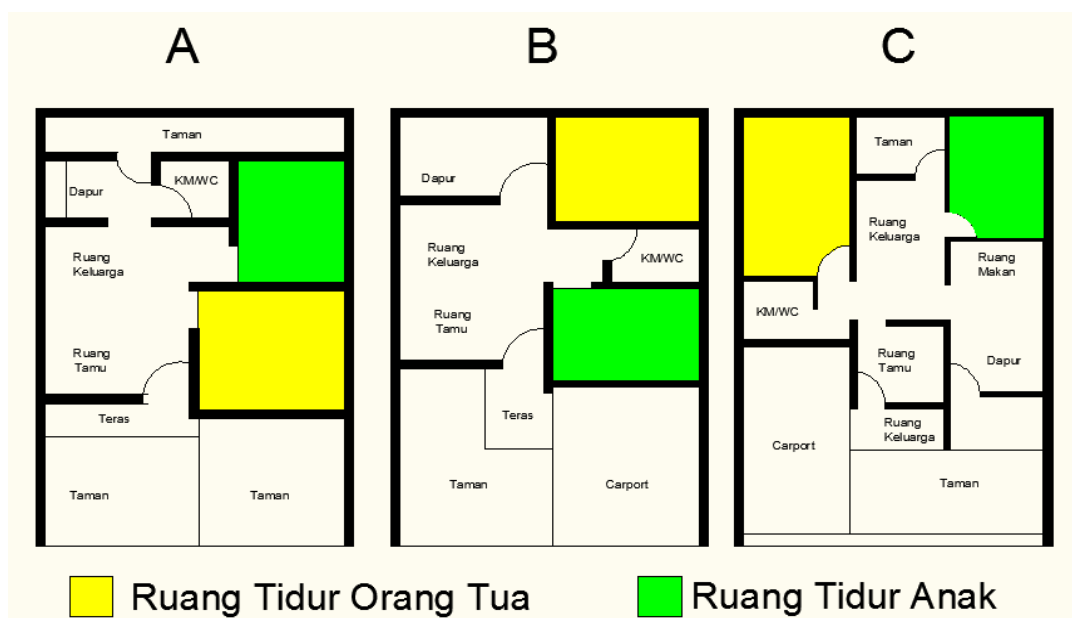 A
B
C
Taman
Dapur
KM/WC
Ruang
Keluarga
Ruang
Tamu
Teras
Taman
Taman
Dapur
Ruang
Keluarga
KM/WC
Ruang
Tamu
Teras
Taman
Carport
Taman
Ruang
Keluarga
Ruang
Makan
KM/WC
Ruang
Tamu
Dapur
Ruang
Keluarga
Carport
Taman
Ruang Tidur Orang Tua
Ruang Tidur Anak